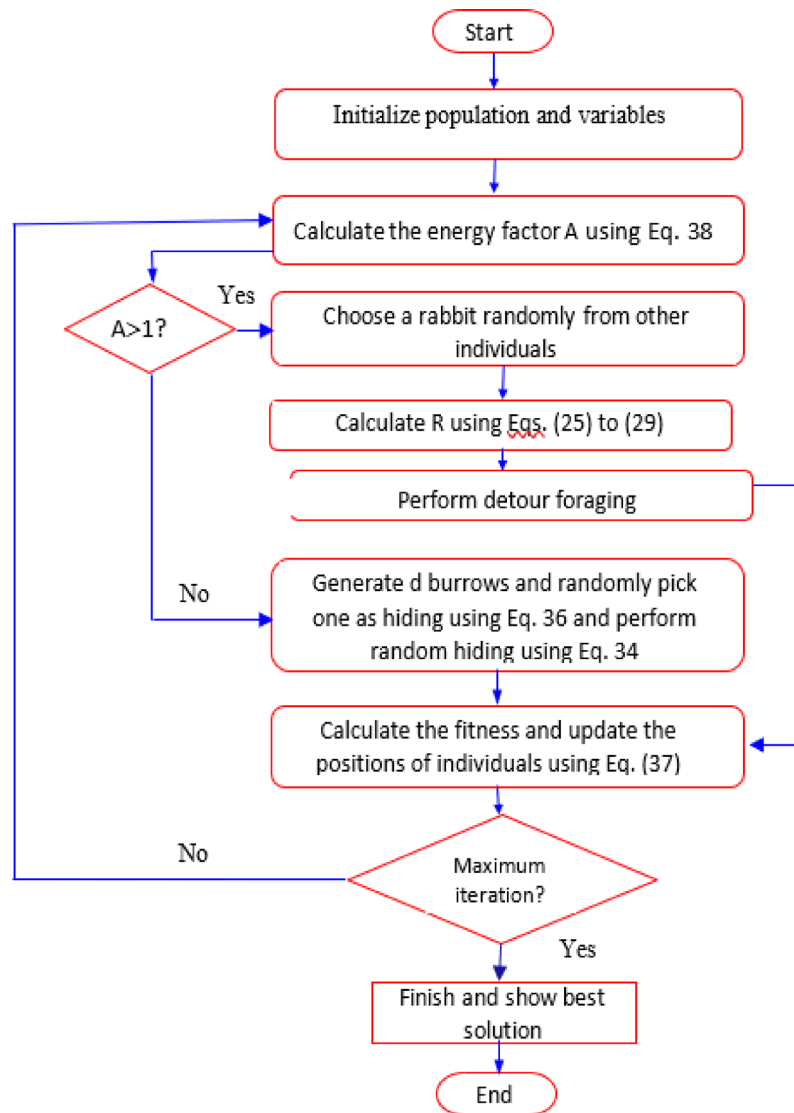 Start
Initialize population and variables
Calculate the energy factor A using Eq. 38
Yes
A>1?
Choose a rabbit randomly from other
individuals
Calculate R using Eqs. (25) to (29)
Perform detour foraging
No
Generate d burrows and randomly pick
one as hiding using Eq. 36 and perform
random hiding using Eq. 34
Calculate the fitness and update the
positions of individuals using Eq. (37)
No
Maximum
iteration?
Yes
Finish and show best
solution
End